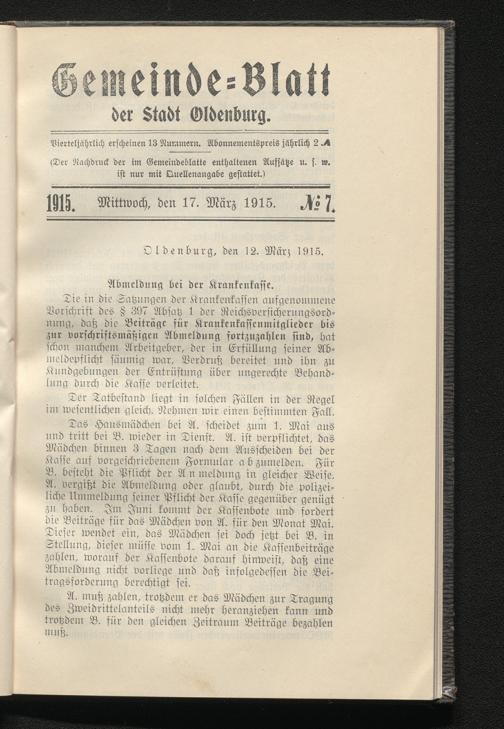 Gemeinde=Blatt
der Stadt Oldenburg.
Vierteljährlich erscheinen 13 Nummern. Abonnementspreis jährlich 2 ℳ
(Der Nachdruck der im Gemeindeblatte enthaltenen Aufsätze u. s. w.
ist nur mit Quellenangabe gestattet.)
1915. Mittwoch, den 17. März 1915. № 7.
Oldenburg, den 12. März 1915.
Abmeldung bei der Krankenkasse.
Die in die Satzungen der Krankenkassen aufgenommene
Vorschrift des § 397 Absatz 1 der Reichsversicherungsord-
nung, daß die Beiträge für Krankenkassenmitglieder bis
zur vorschriftsmäßigen Abmeldung fortzuzahlen sind, hat
schon manchem Arbeitgeber, der in Erfüllung seiner Ab-
meldepflicht säumig war, Verdruß bereitet und ihn zu
Kundgebungen der Entrüstung über ungerechte Behand-
lung durch die Kasse verleitet.
Der Tatbestand liegt in solchen Fällen in der Regel
im wesentlichen gleich. Nehmen wir einen bestimmten Fall.
Das Hausmädchen bei A. scheidet zum 1. Mai aus
und tritt bei B. wieder in Dienst. A. ist verpflichtet, das
Mädchen binnen 3 Tagen nach dem Ausscheiden bei der
Kasse auf vorgeschriebenem Formular abzumelden. Für
B. besteht die Pflicht der Anmeldung in gleicher Weise.
A. vergißt die Abmeldung oder glaubt, durch die polizei-
liche Ummeldung seiner Pflicht der Kasse gegenüber genügt
zu haben. Im Juni kommt der Kassenbote und fordert
die Beiträge für das Mädchen von A. für den Monat Mai.
Dieser wendet ein, das Mädchen sei doch jetzt bei B. in
Stellung, dieser müsse vom 1. Mai an die Kassenbeiträge
zahlen, worauf der Kassenbote darauf hinweist, daß eine
Abmeldung nicht vorliege und daß infolgedessen die Bei-
tragsforderung berechtigt sei.
A. muß zahlen, trotzdem er das Mädchen zur Tragung
des Zweidrittelanteils nicht mehr heranziehen kann und
trotzdem B. für den gleichen Zeitraum Beiträge bezahlen
muß.